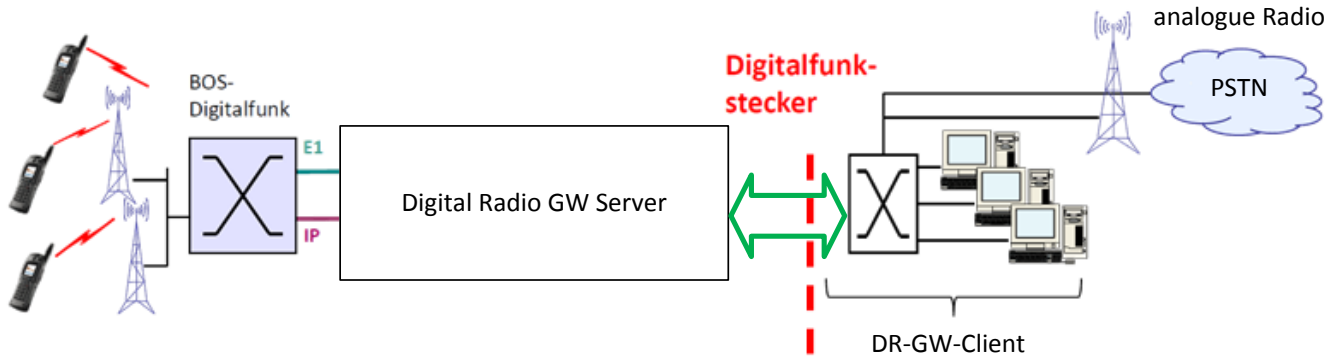 analogue Radio
PSTN
BOS-
Digitalfunk
E1
IP
Digital Radio GW Server
Digitalfunk-
stecker
DR-GW-Client